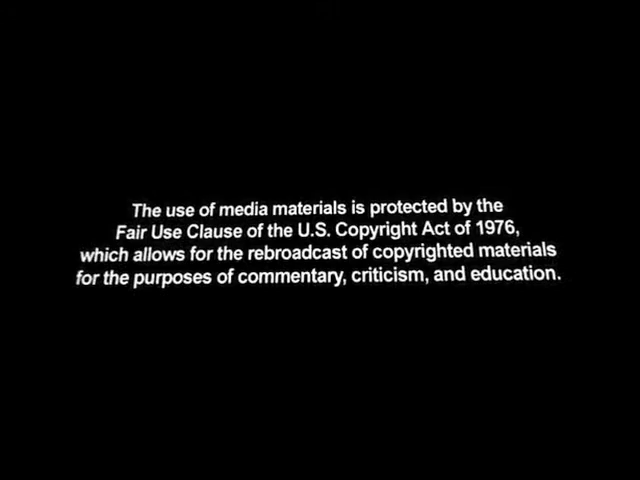 The use of media materials is protected by the
Fair Use Clause of the U.S. Copyright Act of 1976,
which allows for the rebroadcast of copyrighted materials
for the purposes of commentary, criticism, and education.